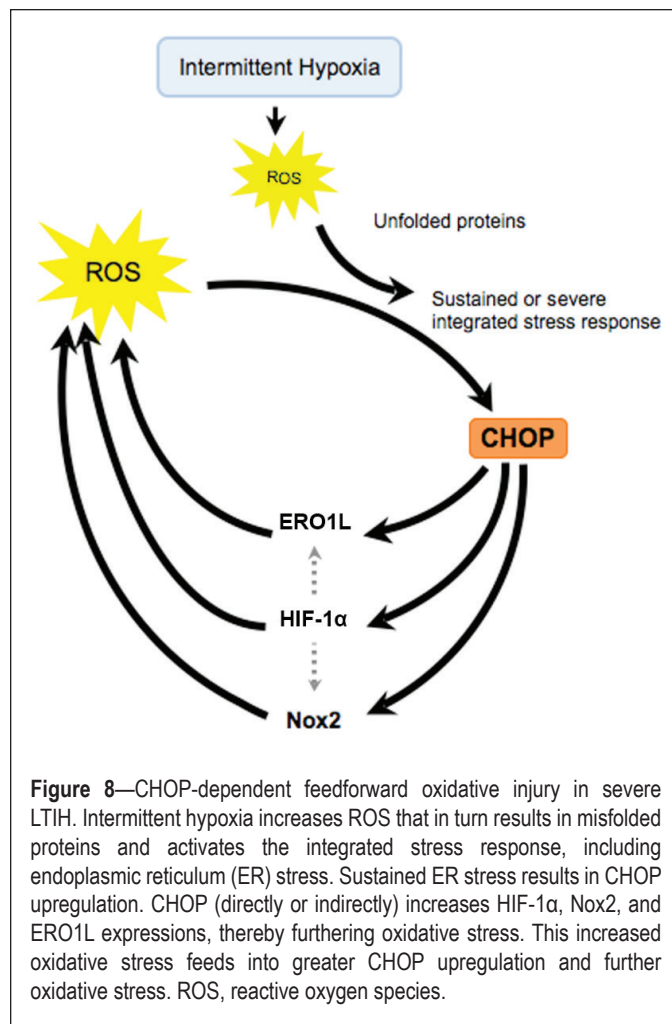 Intermittent Hypoxia
ROS
Unfolded proteins
ROS
Sustained or severe
integrated stress response
CHOP
ERO1L
HIF-1α
Nox2
Figure 8—CHOP-dependent feedforward oxidative injury in severe
LTIH. Intermittent hypoxia increases ROS that in turn results in misfolded
proteins and activates the integrated stress response, including
endoplasmic reticulum (ER) stress. Sustained ER stress results in CHOP
upregulation. CHOP (directly or indirectly) increases HIF-1α, Nox2, and
ERO1L expressions, thereby furthering oxidative stress. This increased
oxidative stress feeds into greater CHOP upregulation and further
oxidative stress. ROS, reactive oxygen species.